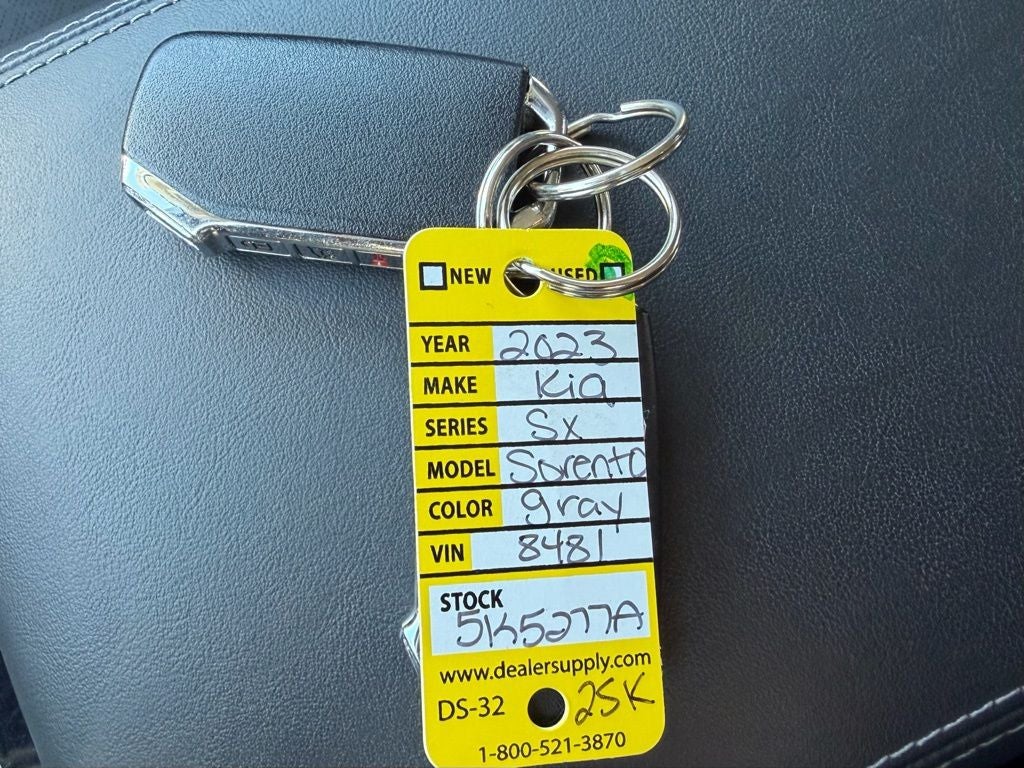 NEW USED
YEAR 2023
MAKE Kia
SERIES Sx
MODEL Sorento
COLOR gray
VIN 8481
STOCK
5K5277A
www.dealersupply.com
DS-32 25K
1-800-521-3870